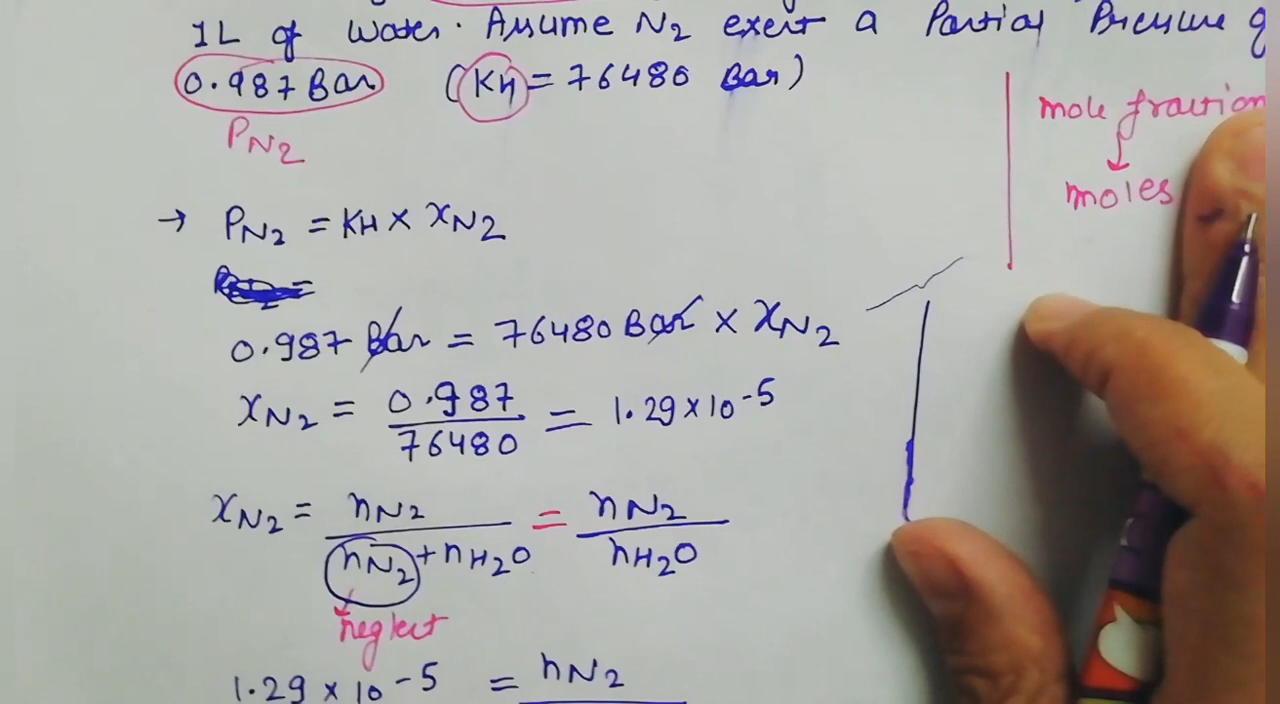 1L of water. Assume N2 exert a Partial Pressure of
0.987 Bar (KH = 76480 Bar)
PN2
mole fraction
↓
moles
→ PN2 = KH × xN2
0.987 Bar = 76480 Bar × xN2
xN2 = 0.987 / 76480 = 1.29 × 10-5
xN2 = nN2 / nN2 + nH2O = nN2 / nH2O
neglect
1.29 × 10-5 = nN2